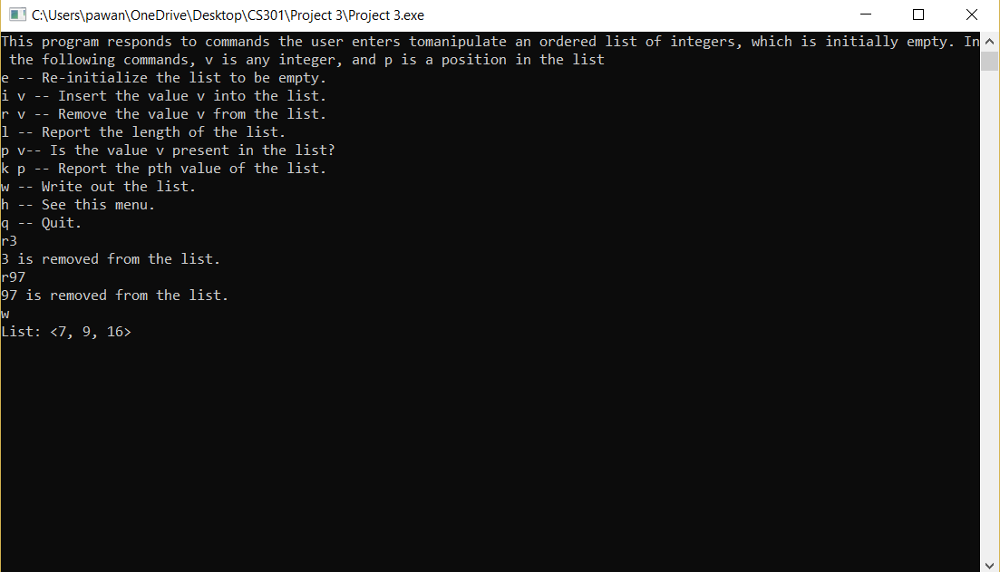 C:\Users\pawan\OneDrive\Desktop\CS301\Project 3\Project 3.exe
This program responds to commands the user enters tomanipulate an ordered list of integers, which is initially empty. In
 the following commands, v is any integer, and p is a position in the list
e -- Re-initialize the list to be empty.
i v -- Insert the value v into the list.
r v -- Remove the value v from the list.
l -- Report the length of the list.
p v-- Is the value v present in the list?
k p -- Report the pth value of the list.
w -- Write out the list.
h -- See this menu.
q -- Quit.
r3
3 is removed from the list.
r97
97 is removed from the list.
w
List: <7, 9, 16>